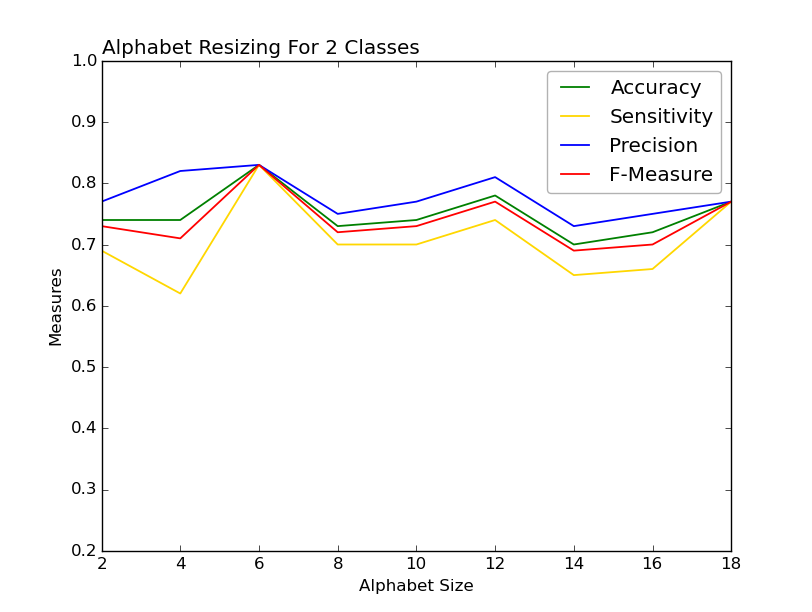 Alphabet Resizing For 2 Classes
1.0
0.9
0.8
0.7
0.6
0.5
0.4
0.3
0.2
Measures
Accuracy
Sensitivity
Precision
F-Measure
2 4 6 8 10 12 14 16 18
Alphabet Size